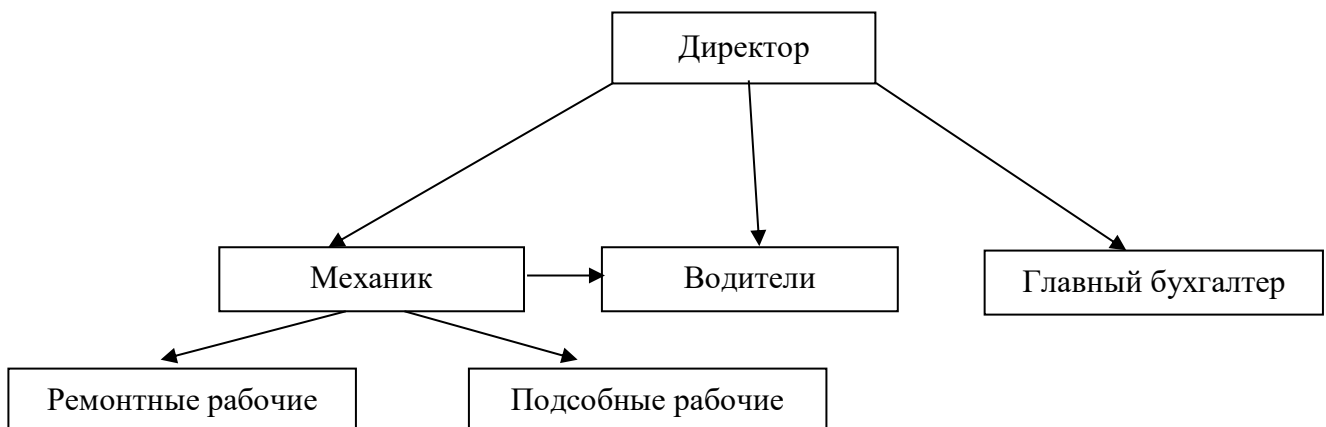 Директор
Механик
Водители
Главный бухгалтер
Ремонтные рабочие
Подсобные рабочие